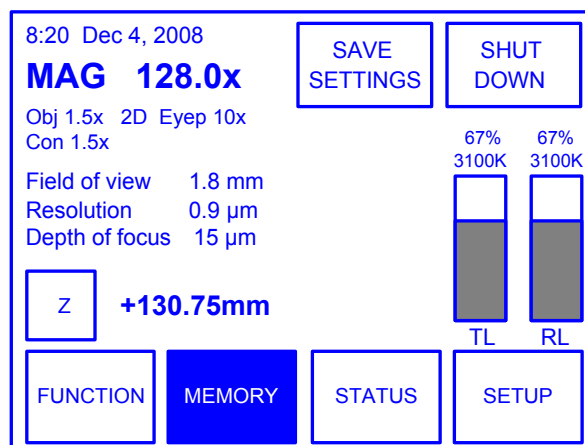 8:20 Dec 4, 2008
MAG 128.0x
Obj 1.5x 2D Eyep 10x
Con 1.5x
Field of view 1.8 mm
Resolution 0.9 µm
Depth of focus 15 µm
SAVE
SETTINGS
SHUT
DOWN
67%
3100K
67%
3100K
TL
RL
Z
+130.75mm
FUNCTION
MEMORY
STATUS
SETUP